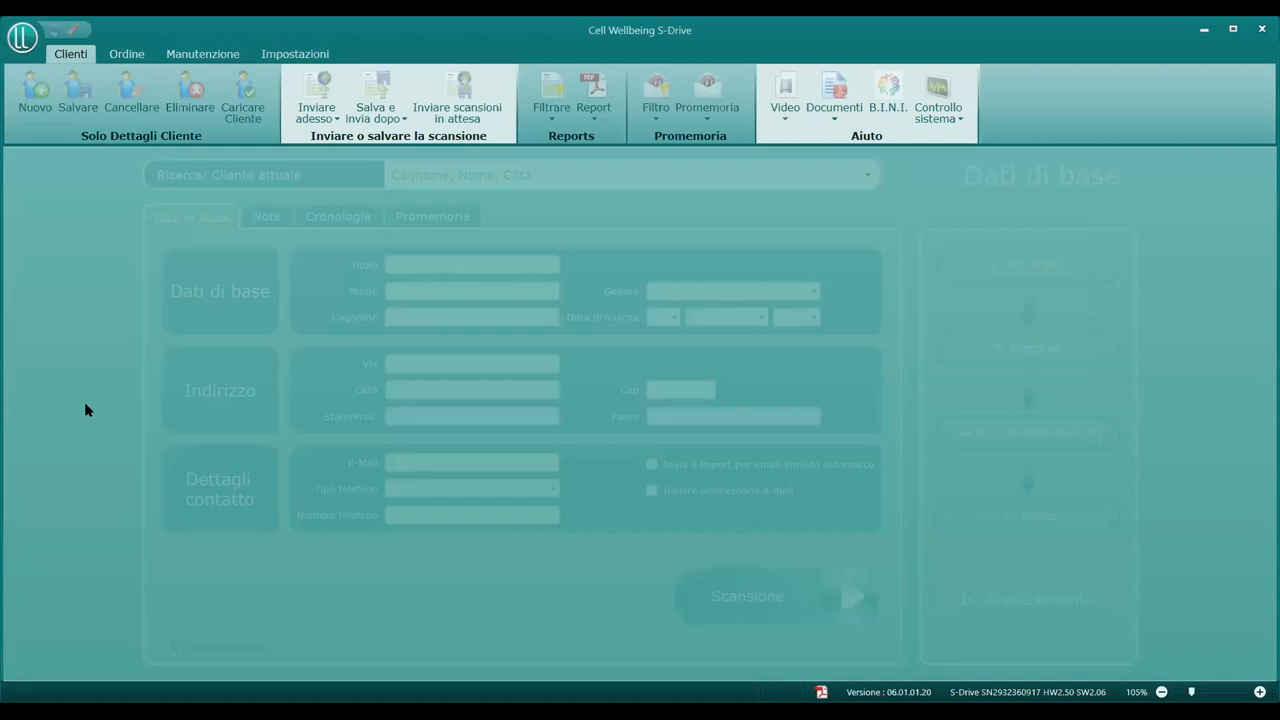 Cell Wellbeing S-Drive
Clienti Ordine Manutenzione Impostazioni
Nuovo Salvare Cancellare Eliminare Caricare Cliente
Solo Dettagli Cliente
Inviare adesso Salva e invia dopo Inviare scansioni in attesa
Inviare o salvare la scansione
Filtrare Report
Reports
Filtro Promemoria
Promemoria
Video Documenti B.I.N.I. Controllo sistema
Aiuto
Ricerca/ Cliente attuale Cognome, Nome, Città
Dati di base
Dati di base Note Cronologia Promemoria
Dati di base
Titolo
Nome Genere
Cognome Data di nascita
Indirizzo
Via
Città Cap
Stato/Prov. Paese
Dettagli contatto
E-Mail Invio il Report per email inmodo automatco
Tipo telefono Inviare promemoria e-mail
Numero telefono
Scansione
Scansione
Versione : 06.01.01.20 S-Drive SN2932360917 HW2.50 SW2.06 105%